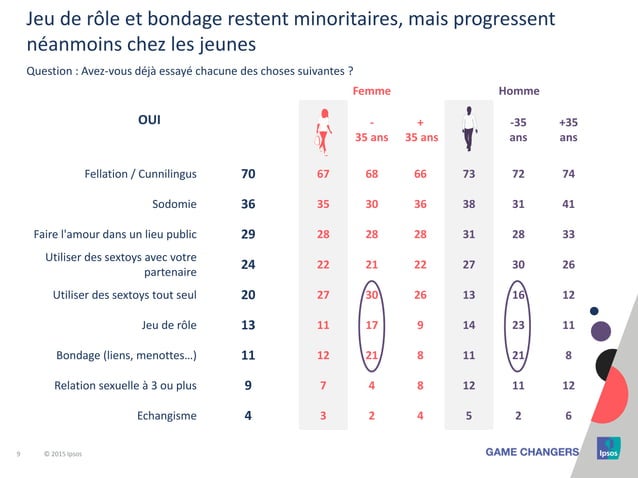 Jeu de rôle et bondage restent minoritaires, mais progressent
néanmoins chez les jeunes
Question : Avez-vous déjà essayé chacune des choses suivantes ?
Femme Homme
OUI - 35 ans + 35 ans -35 ans +35 ans
Fellation / Cunnilingus 70 67 68 66 73 72 74
Sodomie 36 35 30 36 38 31 41
Faire l'amour dans un lieu public 29 28 28 28 31 28 33
Utiliser des sextoys avec votre
partenaire 24 22 21 22 27 30 26
Utiliser des sextoys tout seul 20 27 30 26 13 16 12
Jeu de rôle 13 11 17 9 14 23 11
Bondage (liens, menottes…) 11 12 21 8 11 21 8
Relation sexuelle à 3 ou plus 9 7 4 8 12 11 12
Echangisme 4 3 2 4 5 2 6
9 © 2015 Ipsos GAME CHANGERS Ipsos